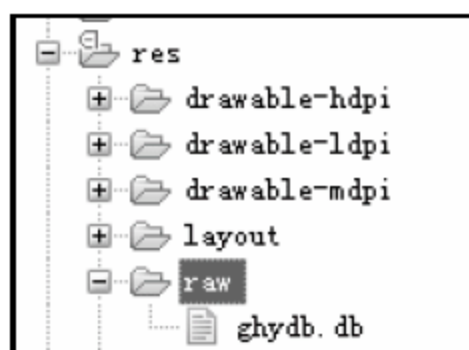 res
drawable-hdpi
drawable-ldpi
drawable-mdpi
layout
raw
ghydb.db